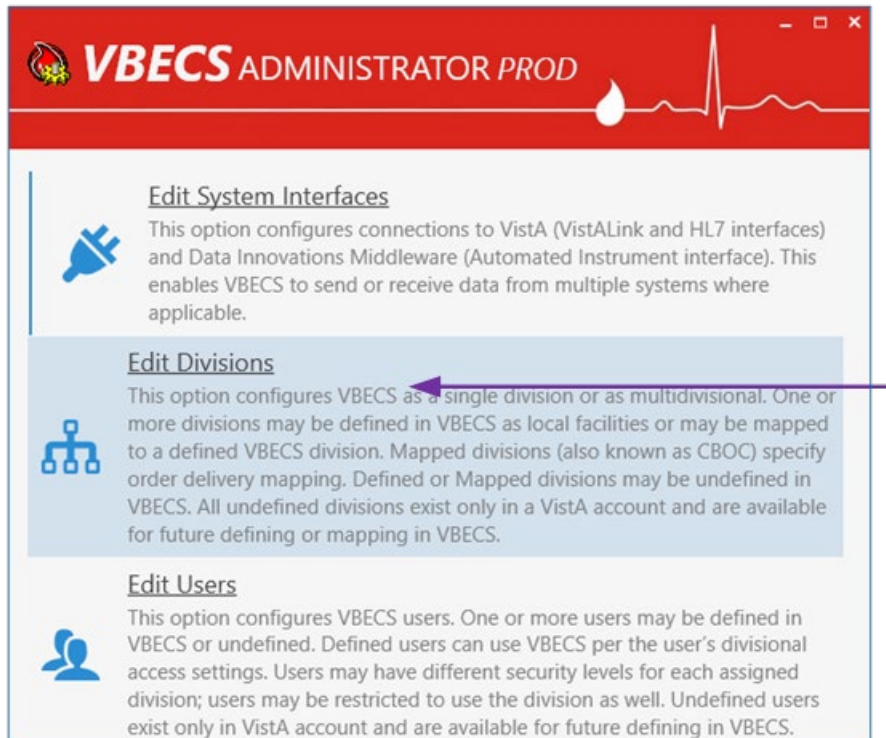 VBECS ADMINISTRATOR PROD
Edit System Interfaces
This option configures connections to VistA (VistALink and HL7 interfaces)
and Data Innovations Middleware (Automated Instrument interface). This
enables VBECS to send or receive data from multiple systems where
applicable.
Edit Divisions
This option configures VBECS as a single division or as multidivisional. One or
more divisions may be defined in VBECS as local facilities or may be mapped
to a defined VBECS division. Mapped divisions (also known as CBOC) specify
order delivery mapping. Defined or Mapped divisions may be undefined in
VBECS. All undefined divisions exist only in a VistA account and are available
for future defining or mapping in VBECS.
Edit Users
This option configures VBECS users. One or more users may be defined in
VBECS or undefined. Defined users can use VBECS per the user's divisional
access settings. Users may have different security levels for each assigned
division; users may be restricted to use the division as well. Undefined users
exist only in VistA account and are available for future defining in VBECS.